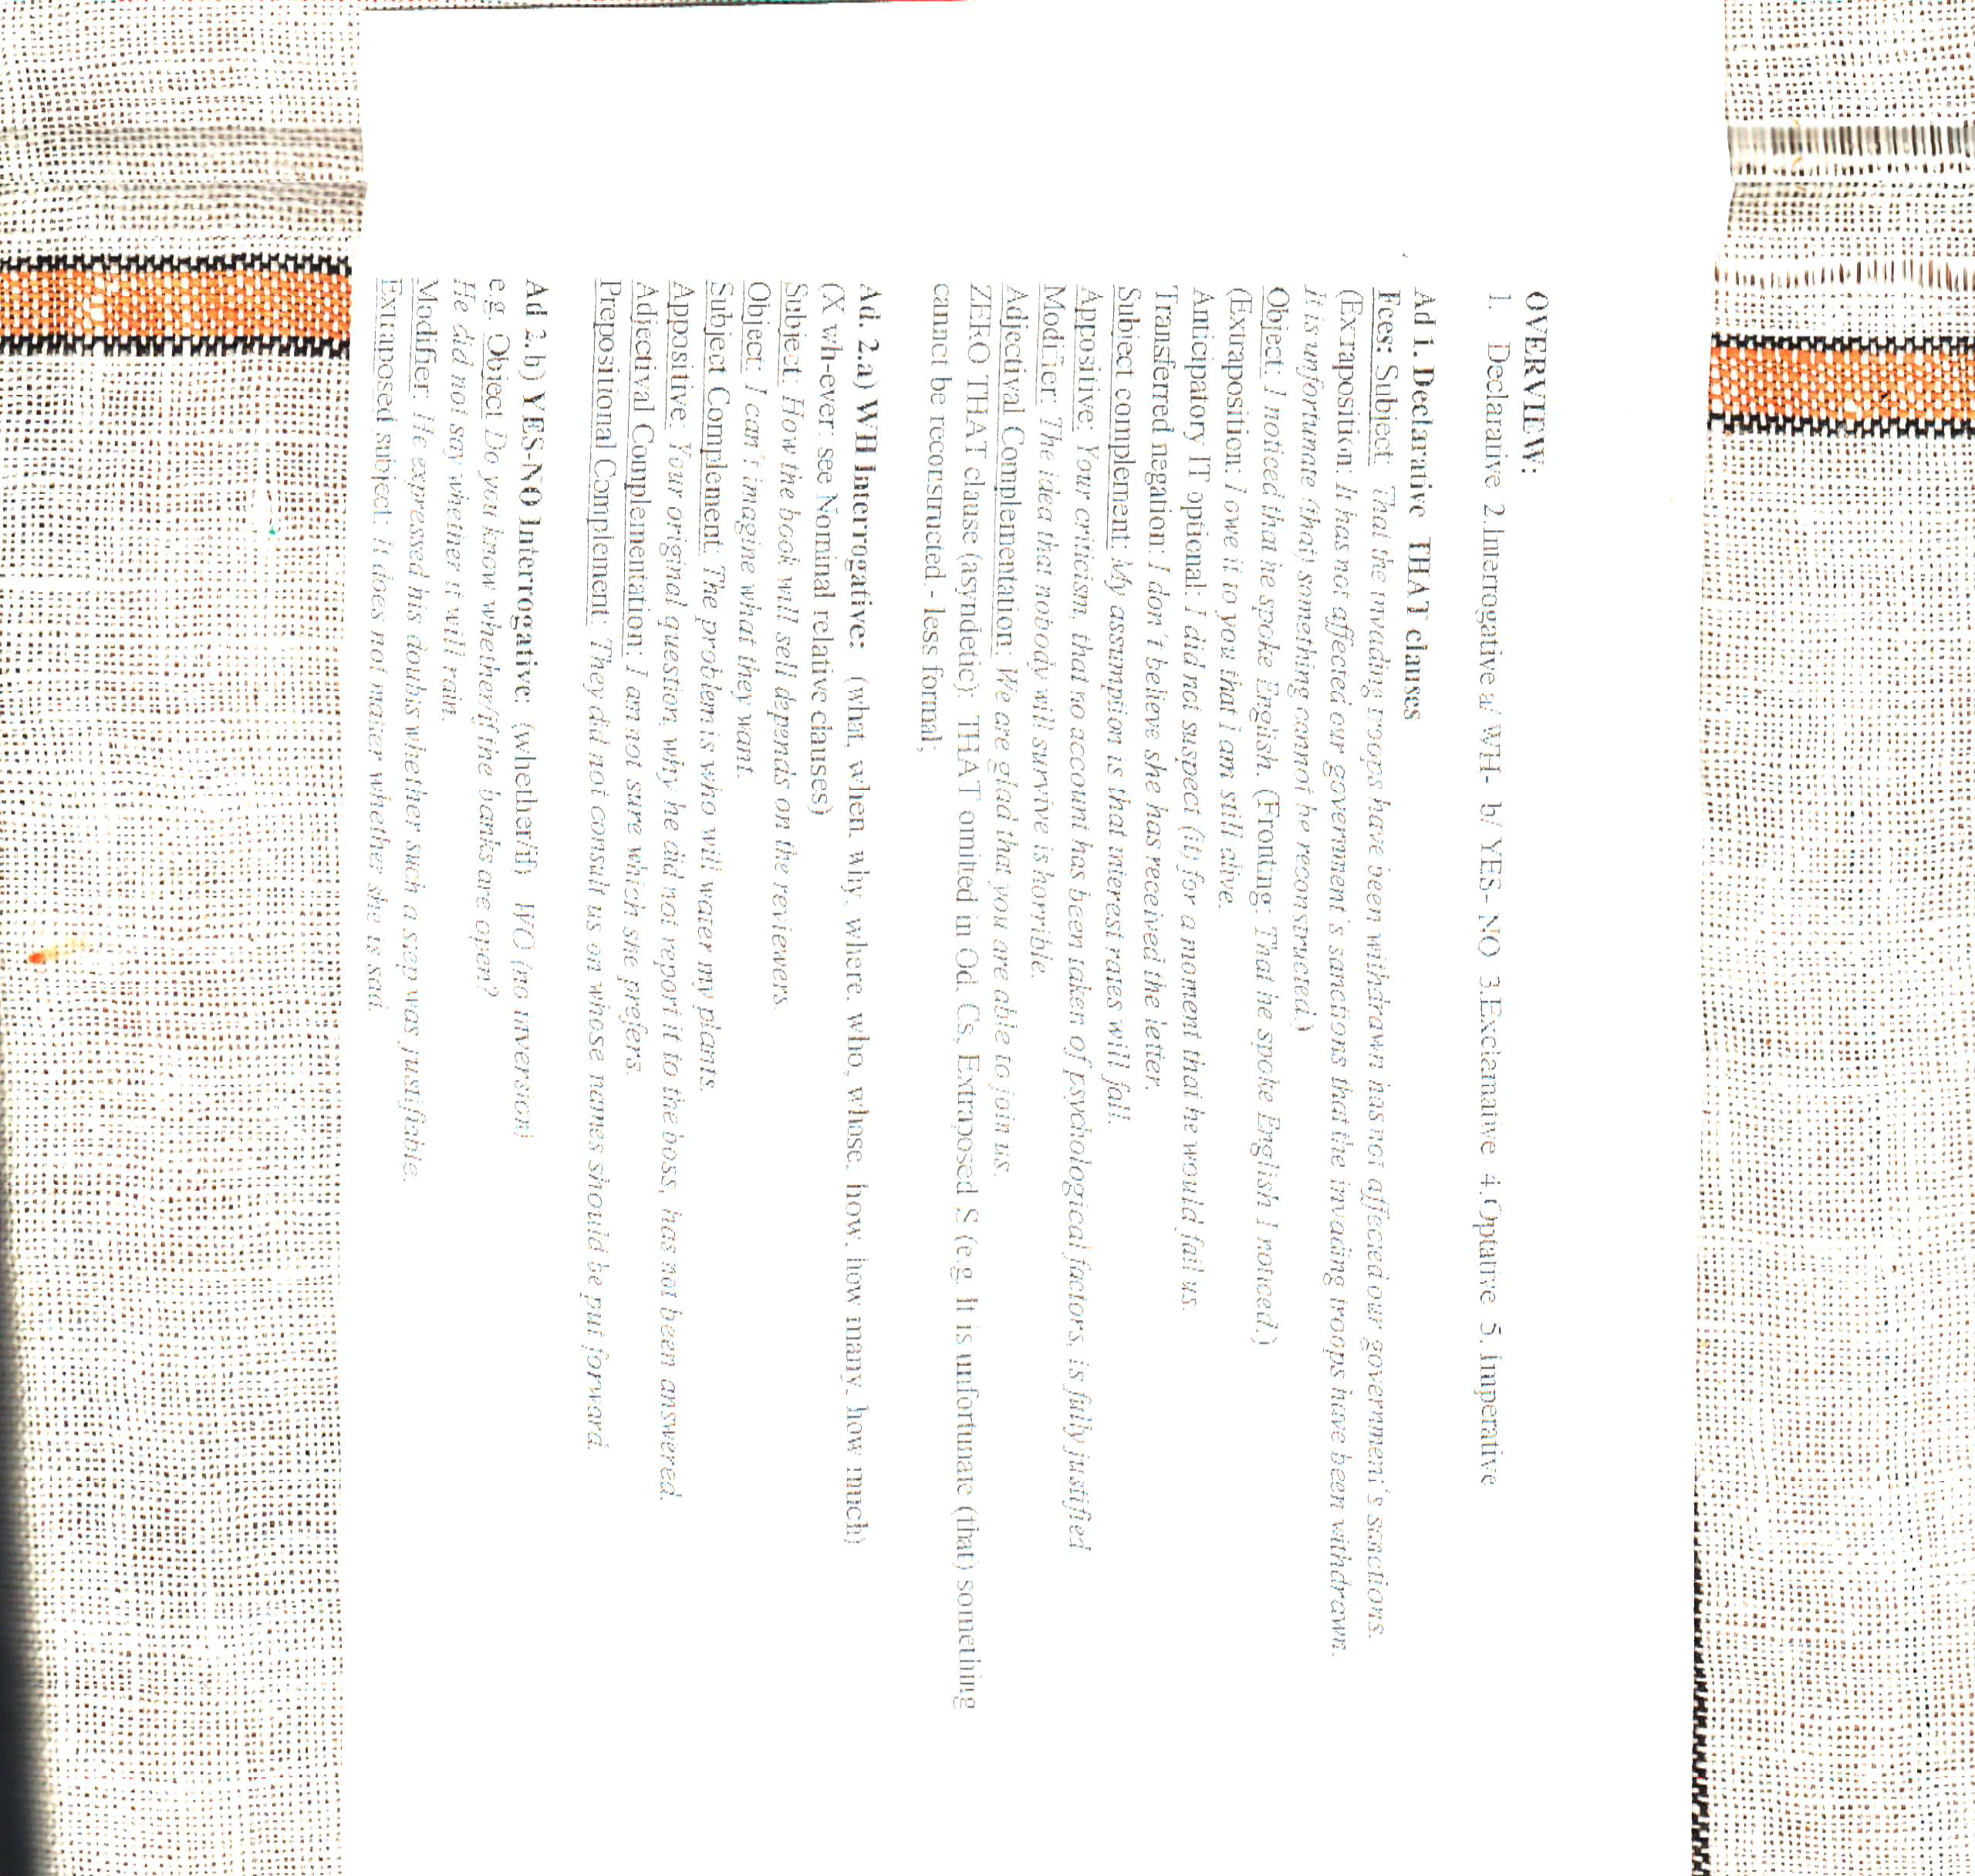 OVERVIEW:
1. Declarative 2.Interrogative a/ WH- b/ YES- NO 3.Exclamative 4.Optative 5. Imperative
Ad 1. Declarative THAT clauses
Fces: Subject: That the invading troops have been withdrawn has not affected our government's sanctions.
(Extraposition: It has not affected our government's sanctions that the invading troops have been withdrawn.
It is unfortunate (that) something cannot be reconstructed.)
Object: I noticed that he spoke English. (Fronting: That he spoke English I noticed.)
(Extraposition: I owe it to you that I am still alive.
Anticipatory IT optional: I did not suspect (it) for a moment that he would fail us.
Transferred negation: I don't believe she has received the letter.
Subject complement: My assumption is that interest rates will fall.
Appositive: Your criticism, that no account has been taken of psychological factors, is fully justified
Modifier: The idea that nobody will survive is horrible.
Adjectival Complementation: We are glad that you are able to join us.
ZERO THAT clause (asyndetic): THAT omitted in Od, Cs, Extraposed S (e.g. It is unfortunate (that) something
cannot be reconstructed - less formal;
Ad. 2.a) WH Interrogative: (what, when, why, where, who, whose, how, how many, how much)
(X wh-ever see Nominal relative clauses)
Subject: How the book will sell depends on the reviewers.
Object: I can't imagine what they want.
Subject Complement: The problem is who will water my plants.
Appositive: Your original question, why he did not report it to the boss, has not been answered.
Adjectival Complementation: I am not sure which she prefers.
Prepositional Complement: They did not consult us on whose names should be put forward.
Ad 2.b) YES-NO Interrogative: (whether/if) WO (no inversion)
e.g. Object: Do you know whether/if the banks are open?
He did not say whether it will rain.
Modifier: He expressed his doubts whether such a step was justifiable.
Extraposed subject: It does not matter whether she is sad.